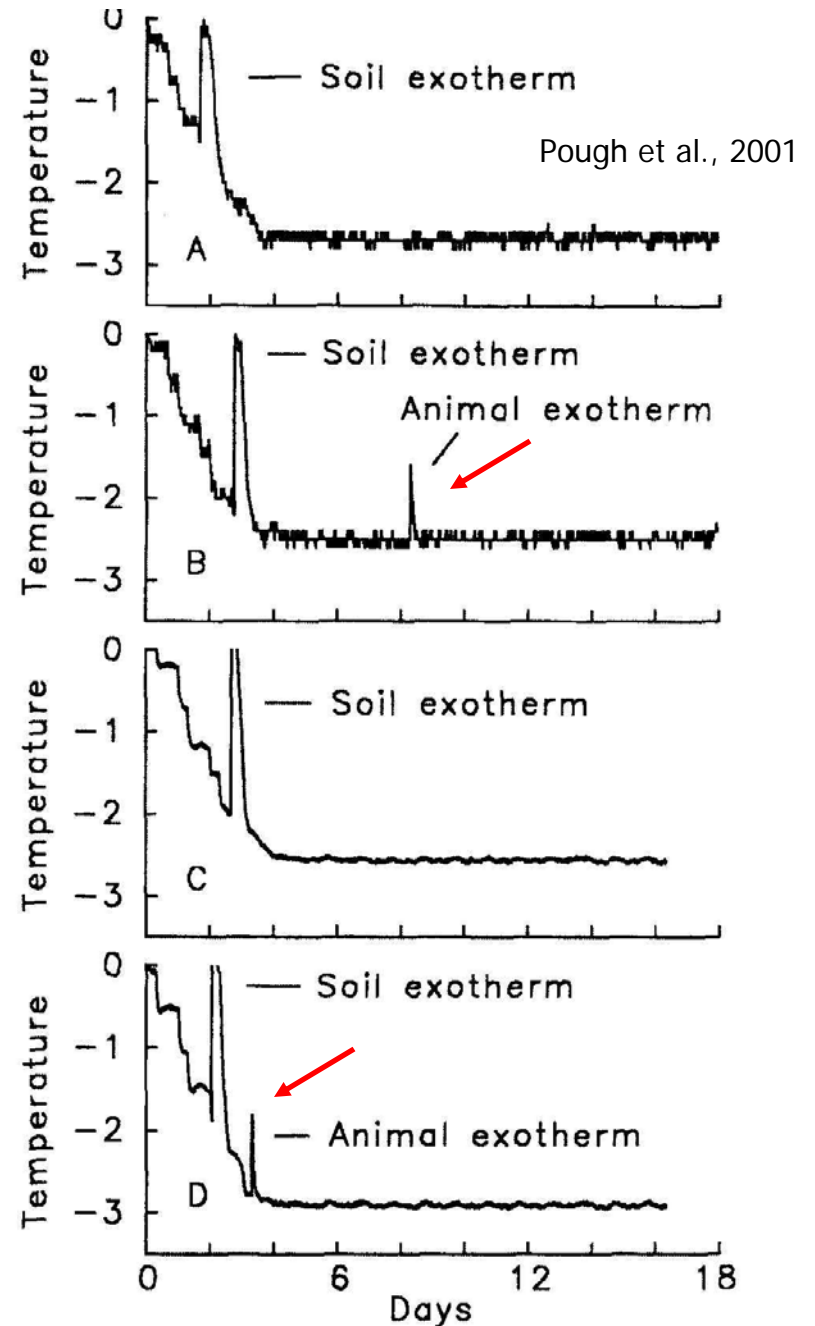 Temperature
0
−1
−2
−3
Soil exotherm
Pough et al., 2001
A
Temperature
0
−1
−2
−3
Soil exotherm
Animal exotherm
B
Temperature
0
−1
−2
−3
Soil exotherm
C
Temperature
0
−1
−2
−3
Soil exotherm
Animal exotherm
D
0 6 12 18
Days